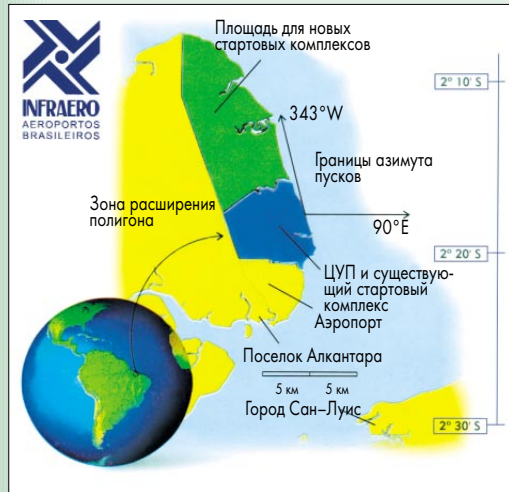 INFRAERO
AEROPORTOS
BRASILEIROS
Площадь для новых
стартовых комплексов
2° 10' S
343°W
Границы азимута
пусков
Зона расширения
полигона
90°E
2° 20' S
ЦУП и существую-
щий стартовый
комплекс
Аэропорт
Поселок Алкантара
5 км 5 км
Город Сан–Луис
2° 30' S